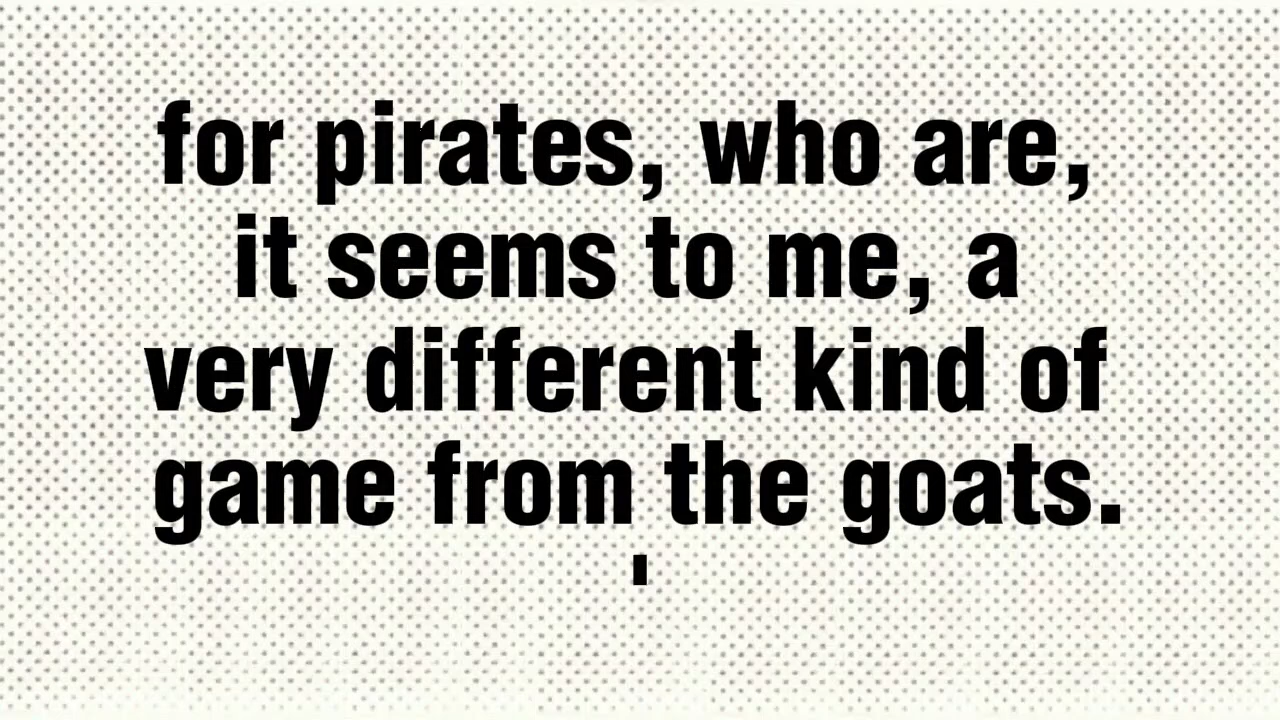 for pirates, who are,
it seems to me, a
very different kind of
game from the goats.
'